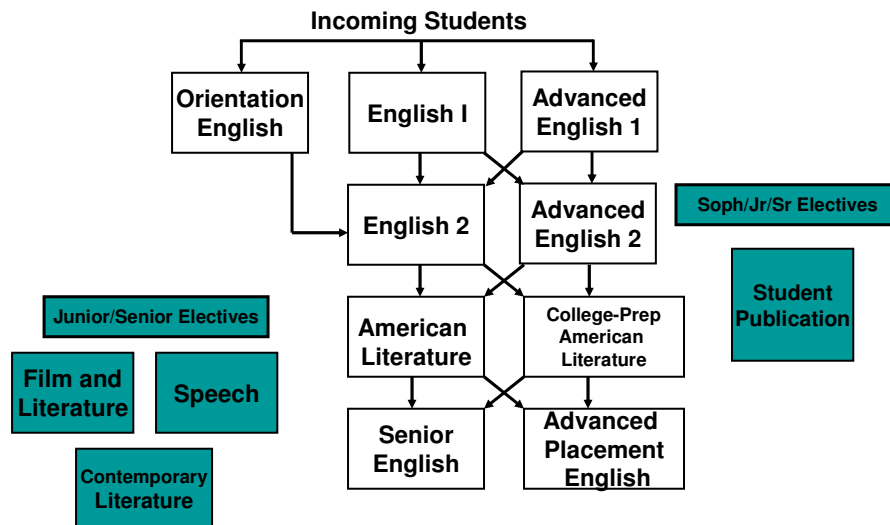 Incoming Students
Orientation
English
English I
Advanced
English 1
English 2
Advanced
English 2
Soph/Jr/Sr Electives
Student
Publication
Junior/Senior Electives
Film and
Literature
Speech
Contemporary
Literature
American
Literature
College-Prep
American
Literature
Senior
English
Advanced
Placement
English